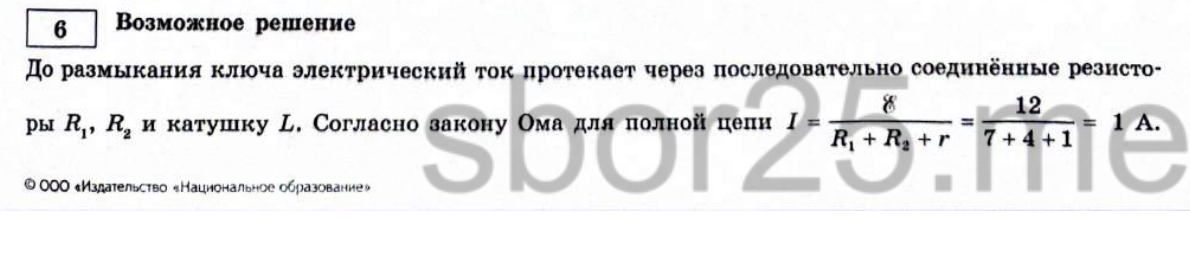 6 Возможное решение
До размыкания ключа электрический ток протекает через последовательно соединённые резисто-
ры R₁, R₂ и катушку L. Согласно закону Ома для полной цепи I = ℰ / (R₁ + R₂ + r) = 12 / (7 + 4 + 1) = 1 А.
© ООО «Издательство «Национальное образование»
sbor25.me